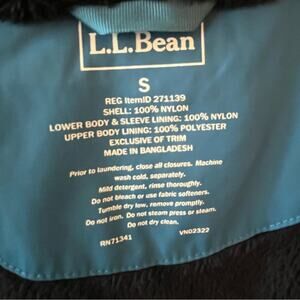 L.L.Bean
S
REG ItemID 271139
SHELL: 100% NYLON
LOWER BODY & SLEEVE LINING: 100% NYLON
UPPER BODY LINING: 100% POLYESTER
EXCLUSIVE OF TRIM
MADE IN BANGLADESH
Prior to laundering, close all closures. Machine
wash cold, separately.
Mild detergent, rinse thoroughly.
Do not bleach or use fabric softeners.
Tumble dry low, remove promptly.
Do not iron. Do not steam press or steam.
Do not dry clean.
RN71341 VN02322